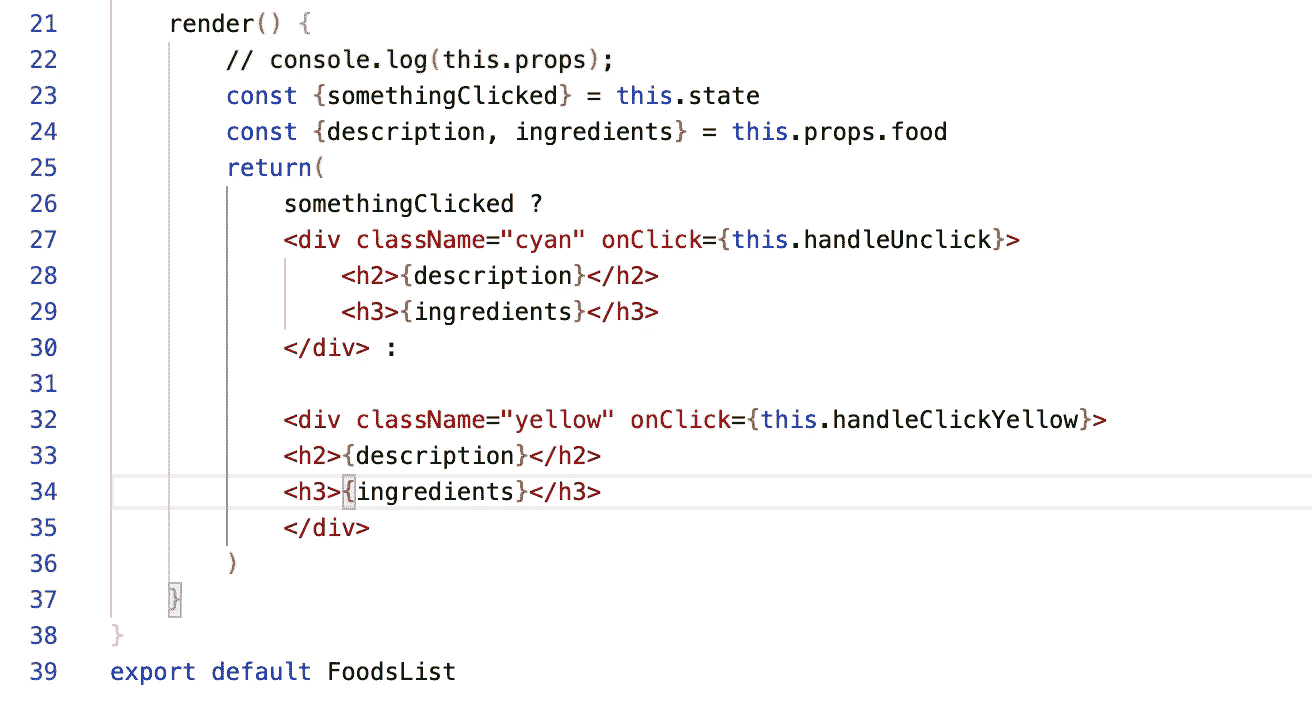 21 render() {
22 // console.log(this.props);
23 const {somethingClicked} = this.state
24 const {description, ingredients} = this.props.food
25 return(
26 somethingClicked ?
27 <div className="cyan" onClick={this.handleUnclick}>
28 <h2>{description}</h2>
29 <h3>{ingredients}</h3>
30 </div> :
31
32 <div className="yellow" onClick={this.handleClickYellow}>
33 <h2>{description}</h2>
34 <h3>{ingredients}</h3>
35 </div>
36 )
37 }
38 }
39 export default FoodsList